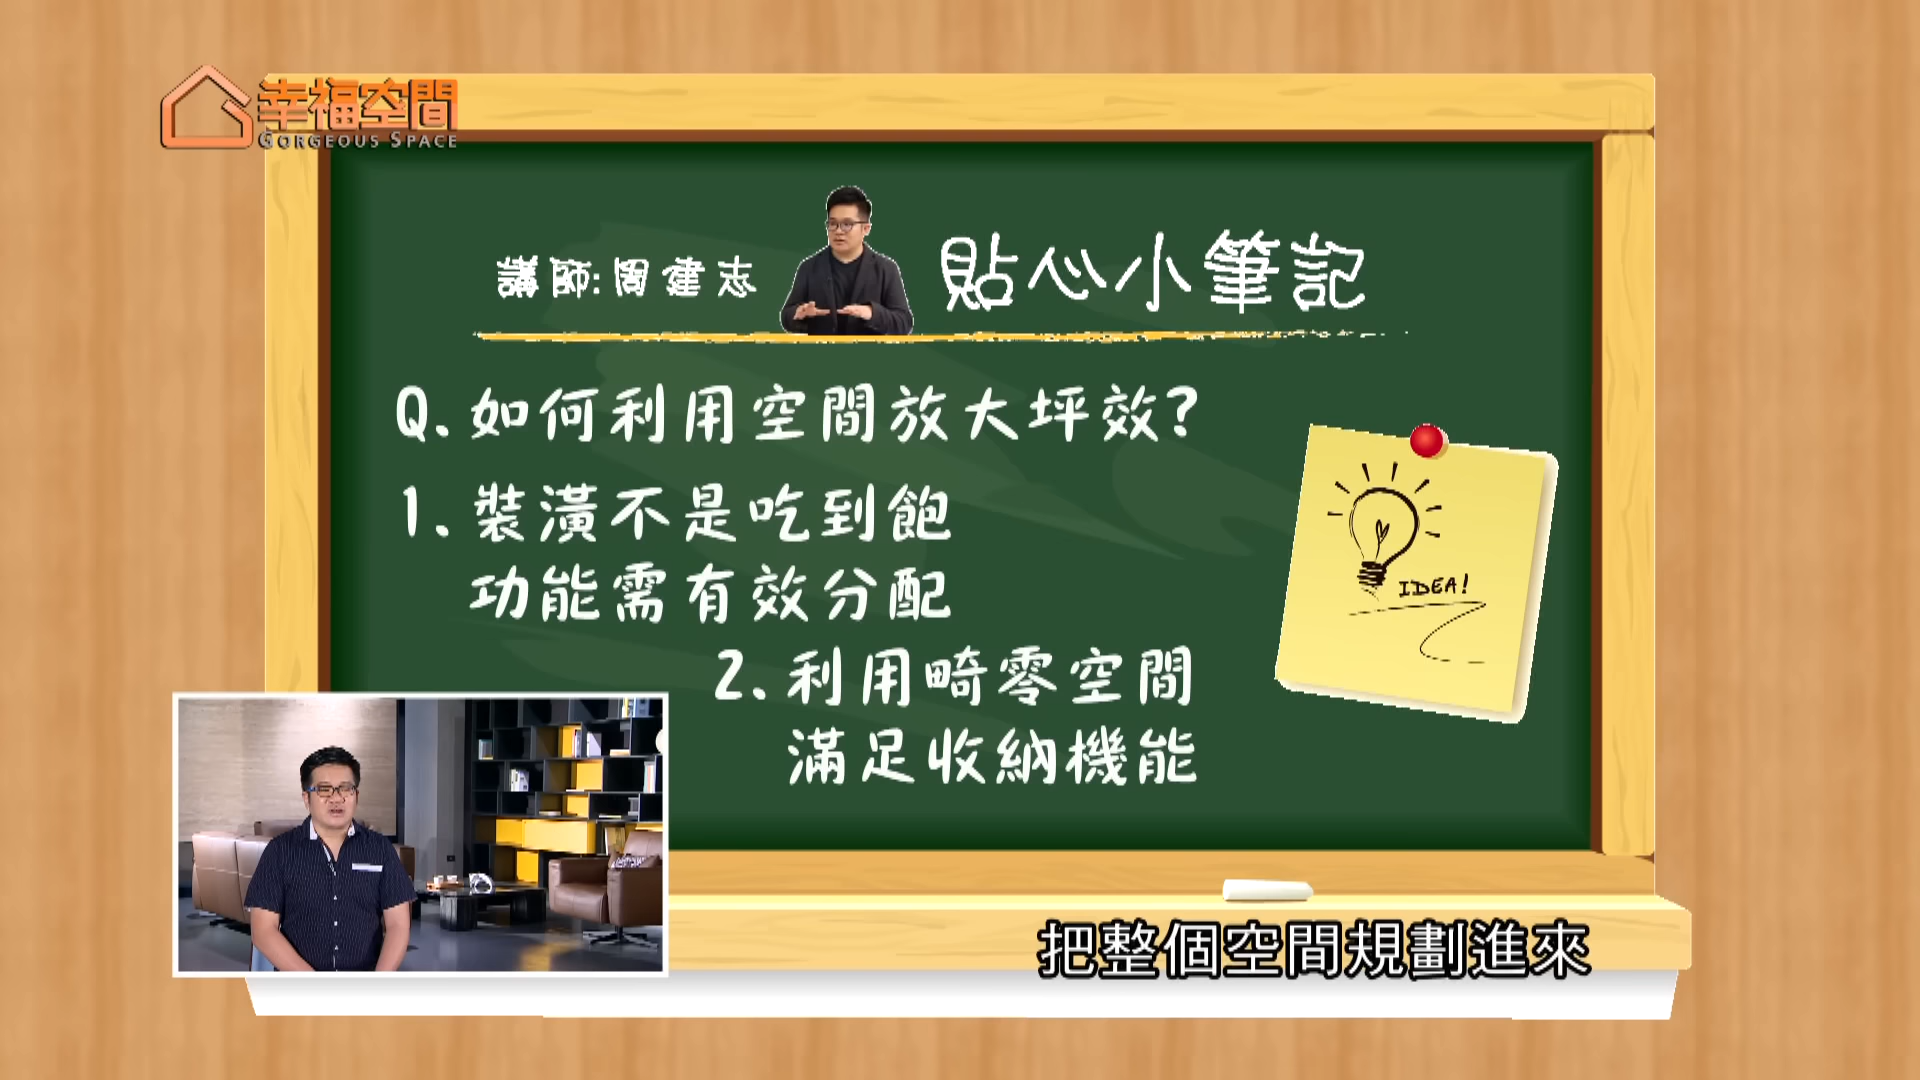 幸福空間
GORGEOUS SPACE
講師:周建志
貼心小筆記
Q.如何利用空間放大坪效?
1.裝潢不是吃到飽
功能需有效分配
2.利用畸零空間
滿足收納機能
IDEA!
把整個空間規劃進來